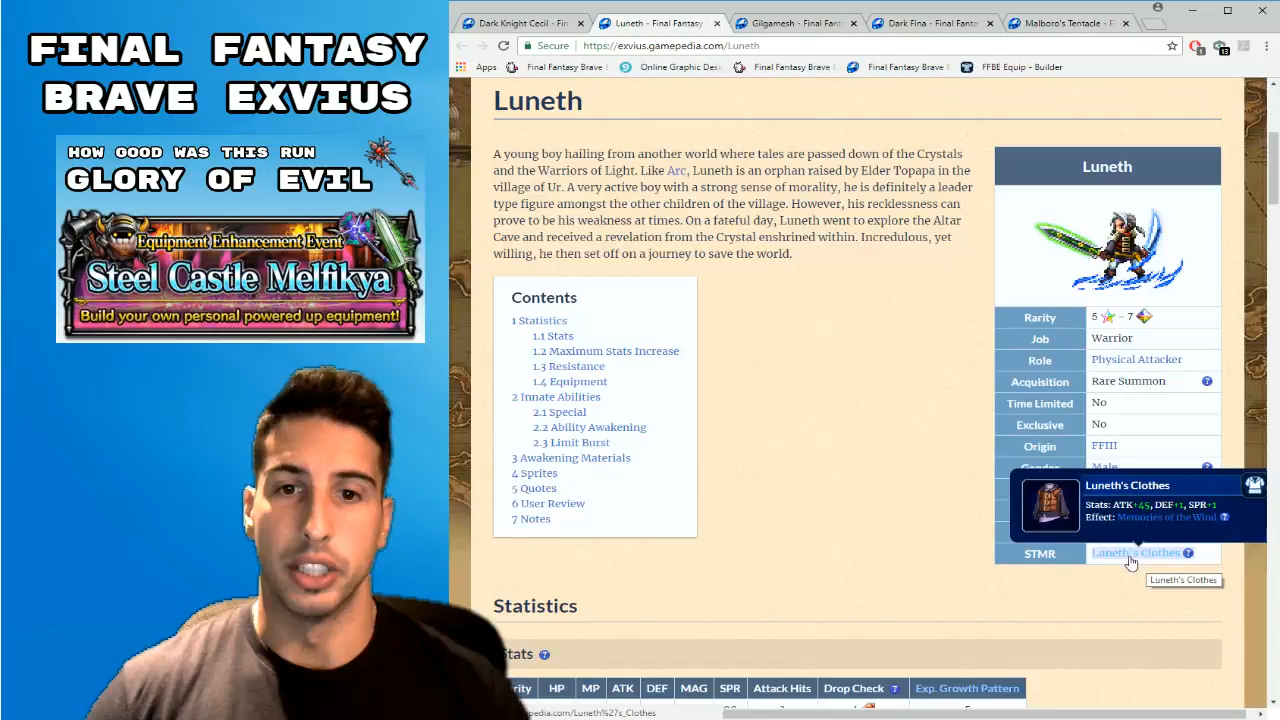 FINAL FANTASY
BRAVE EXVIUS
HOW GOOD WAS THIS RUN
GLORY OF EVIL
Equipment Enhancement Event
Steel Castle Melfikya
Build your own personal powered up equipment!
Dark Knight Cecil - Fin
Luneth - Final Fantasy
Gilgamesh - Final Fant
Dark Fina - Final Fanta
Malboro's Tentacle - Fi
Secure
https://exvius.gamepedia.com/Luneth
Apps
Final Fantasy Brave
Online Graphic Desi
Final Fantasy Brave
Final Fantasy Brave
FFBE Equip - Builder
Luneth
A young boy hailing from another world where tales are passed down of the Crystals
and the Warriors of Light. Like Arc, Luneth is an orphan raised by Elder Topapa in the
village of Ur. A very active boy with a strong sense of morality, he is definitely a leader
type figure amongst the other children of the village. However, his recklessness can
prove to be his weakness at times. On a fateful day, Luneth went to explore the Altar
Cave and received a revelation from the Crystal enshrined within. Incredulous, yet
willing, he then set off on a journey to save the world.
Contents
1 Statistics
1.1 Stats
1.2 Maximum Stats Increase
1.3 Resistance
1.4 Equipment
2 Innate Abilities
2.1 Special
2.2 Ability Awakening
2.3 Limit Burst
3 Awakening Materials
4 Sprites
5 Quotes
6 User Review
7 Notes
Luneth
Rarity 5 – 7
Job Warrior
Role Physical Attacker
Acquisition Rare Summon
Time Limited No
Exclusive No
Origin FFIII
Gender Male
Luneth's Clothes
Stats: ATK+45, DEF+1, SPR+1
Effect: Memories of the Wind
STMR Luneth's Clothes
Luneth's Clothes
Statistics
Stats
HP MP ATK DEF MAG SPR Attack Hits Drop Check Exp. Growth Pattern